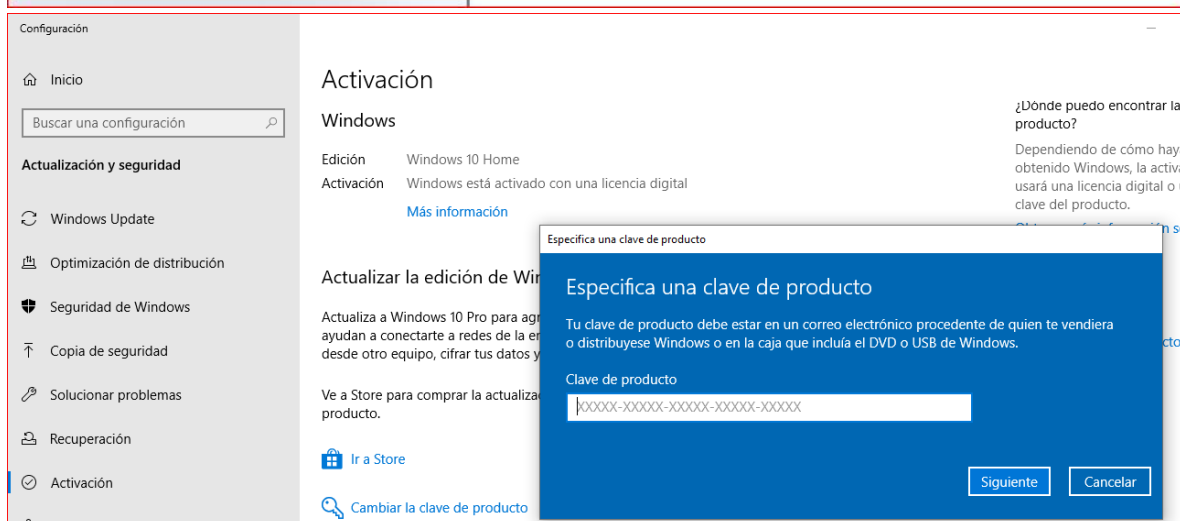 Configuración
Inicio
Buscar una configuración
Actualización y seguridad
Windows Update
Optimización de distribución
Seguridad de Windows
Copia de seguridad
Solucionar problemas
Recuperación
Activación
Activación
Windows
Edición Windows 10 Home
Activación Windows está activado con una licencia digital
Más información
Actualizar la edición de Win
Actualiza a Windows 10 Pro para agr
ayudan a conectarte a redes de la
desde otro equipo, cifrar tus datos y
Ve a Store para comprar la
producto.
Ir a Store
Cambiar la clave de producto
¿Dónde puedo encontrar la
producto?
Dependiendo de cómo hay
obtenido Windows, la
usará una licencia digital o
clave del producto.
Especifica una clave de producto
Especifica una clave de producto
Tu clave de producto debe estar en un correo electrónico procedente de quien te vendiera
o distribuyese Windows o en la caja que incluía el DVD o USB de Windows.
Clave de producto
XXXXX-XXXXX-XXXXX-XXXXX-XXXXX
Siguiente Cancelar